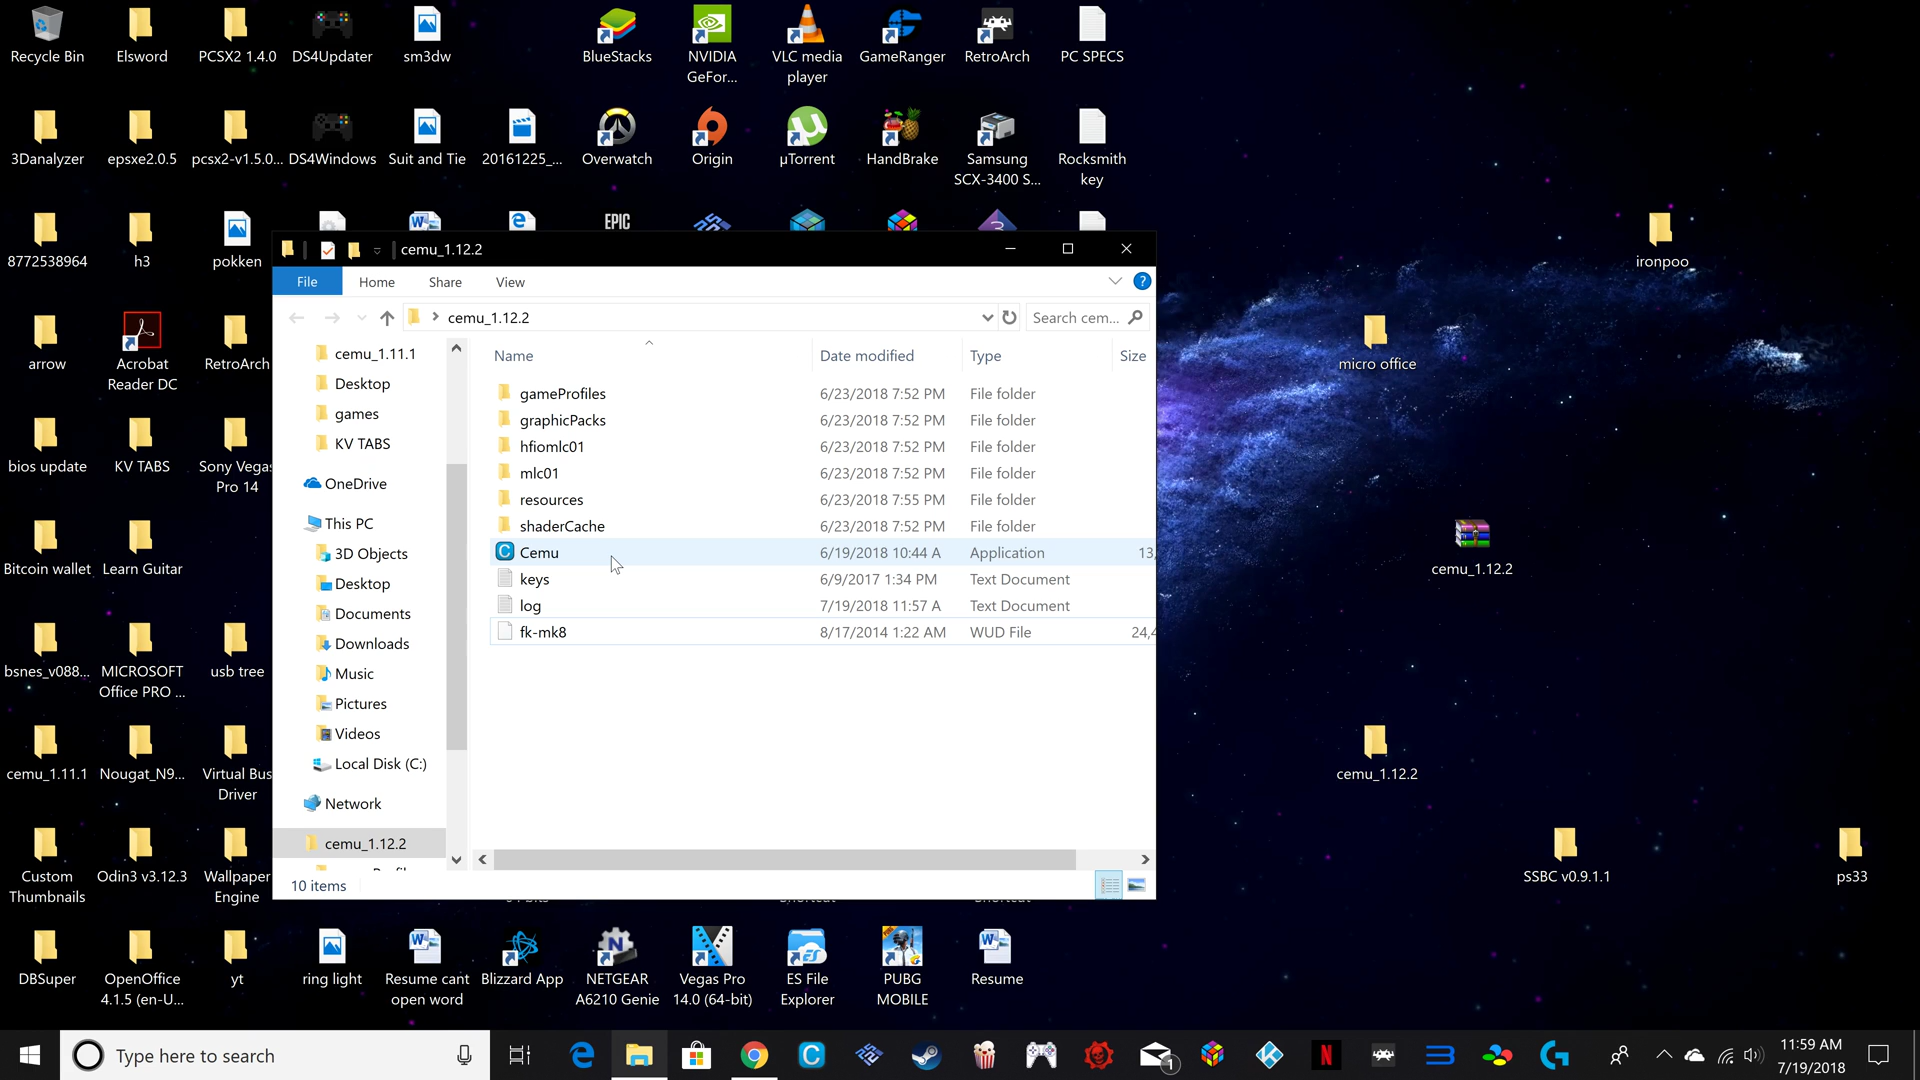 Recycle Bin
Elsword
PCSX2 1.4.0
DS4Updater
sm3dw
BlueStacks
NVIDIA
GeFor...
VLC media
player
GameRanger
RetroArch
PC SPECS
3Danalyzer
epsxe2.0.5
pcsx2-v1.5.0...
DS4Windows
Suit and Tie
20161225_...
Overwatch
Origin
µTorrent
HandBrake
Samsung
SCX-3400 S...
Rocksmith
key
8772538964
h3
pokken
EPIC
ironpoo
arrow
Acrobat
Reader DC
RetroArch
micro office
bios update
KV TABS
Sony Vegas
Pro 14
Bitcoin wallet
Learn Guitar
cemu_1.12.2
bsnes_v088...
MICROSOFT
Office PRO ...
usb tree
cemu_1.11.1
Nougat_N9...
Virtual Bus
Driver
cemu_1.12.2
Custom
Thumbnails
Odin3 v3.12.3
Wallpaper
Engine
SSBC v0.9.1.1
ps33
DBSuper
OpenOffice
4.1.5 (en-U...
yt
ring light
Resume cant
open word
Blizzard App
NETGEAR
A6210 Genie
Vegas Pro
14.0 (64-bit)
ES File
Explorer
PUBG
MOBILE
Resume
cemu_1.12.2
File
Home
Share
View
cemu_1.12.2
Search cem...
cemu_1.11.1
Desktop
games
KV TABS
OneDrive
This PC
3D Objects
Desktop
Documents
Downloads
Music
Pictures
Videos
Local Disk (C:)
Network
cemu_1.12.2
Name Date modified Type Size
gameProfiles 6/23/2018 7:52 PM File folder
graphicPacks 6/23/2018 7:52 PM File folder
hfiomlc01 6/23/2018 7:52 PM File folder
mlc01 6/23/2018 7:52 PM File folder
resources 6/23/2018 7:55 PM File folder
shaderCache 6/23/2018 7:52 PM File folder
Cemu 6/19/2018 10:44 A Application 13,
keys 6/9/2017 1:34 PM Text Document
log 7/19/2018 11:57 A Text Document
fk-mk8 8/17/2014 1:22 AM WUD File 24,4
10 items
Type here to search
1
11:59 AM
7/19/2018